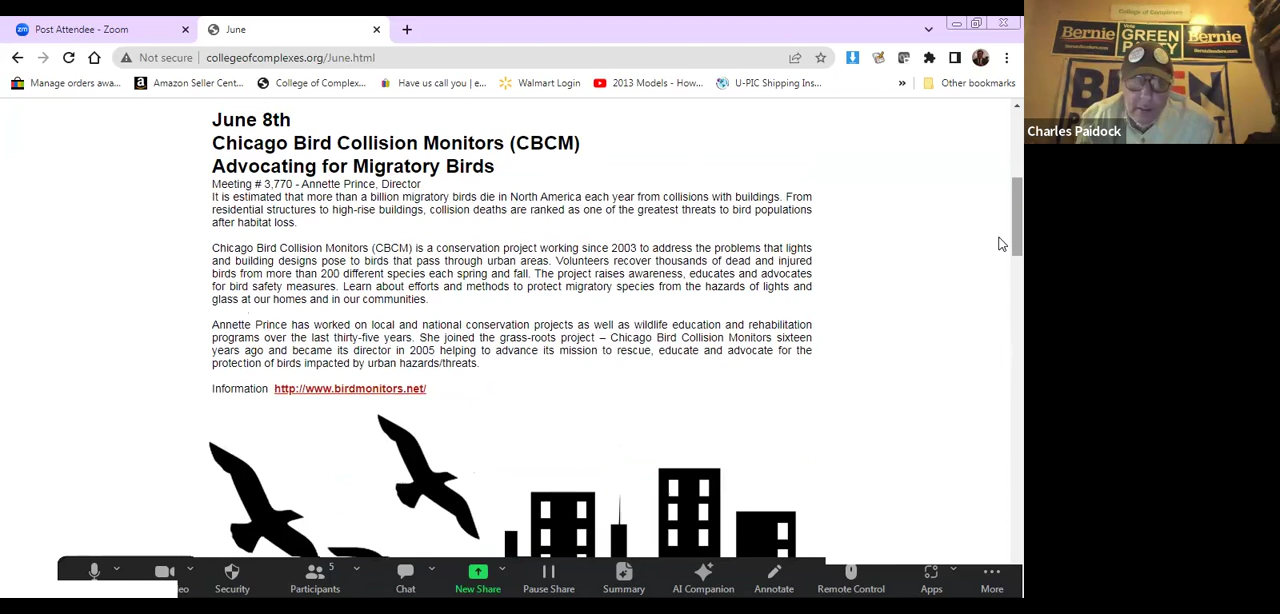 Post Attendee - Zoom
June
Not secure
collegeofcomplexes.org/June.html
Manage orders awa...
Amazon Seller Cent...
College of Complex...
Have us call you | e...
Walmart Login
2013 Models - How...
U-PIC Shipping Ins...
»
Other bookmarks
June 8th
Chicago Bird Collision Monitors (CBCM)
Advocating for Migratory Birds
Meeting # 3,770 - Annette Prince, Director
It is estimated that more than a billion migratory birds die in North America each year from collisions with buildings. From
residential structures to high-rise buildings, collision deaths are ranked as one of the greatest threats to bird populations
after habitat loss.
Chicago Bird Collision Monitors (CBCM) is a conservation project working since 2003 to address the problems that lights
and building designs pose to birds that pass through urban areas. Volunteers recover thousands of dead and injured
birds from more than 200 different species each spring and fall. The project raises awareness, educates and advocates
for bird safety measures. Learn about efforts and methods to protect migratory species from the hazards of lights and
glass at our homes and in our communities.
Annette Prince has worked on local and national conservation projects as well as wildlife education and rehabilitation
programs over the last thirty-five years. She joined the grass-roots project – Chicago Bird Collision Monitors sixteen
years ago and became its director in 2005 helping to advance its mission to rescue, educate and advocate for the
protection of birds impacted by urban hazards/threats.
Information http://www.birdmonitors.net/
5
eo
Security
Participants
Chat
New Share
Pause Share
Summary
AI Companion
Annotate
Remote Control
Apps
More
College of Complexes
Bernie
Vote
GREEN
Bernie
Charles Paidock